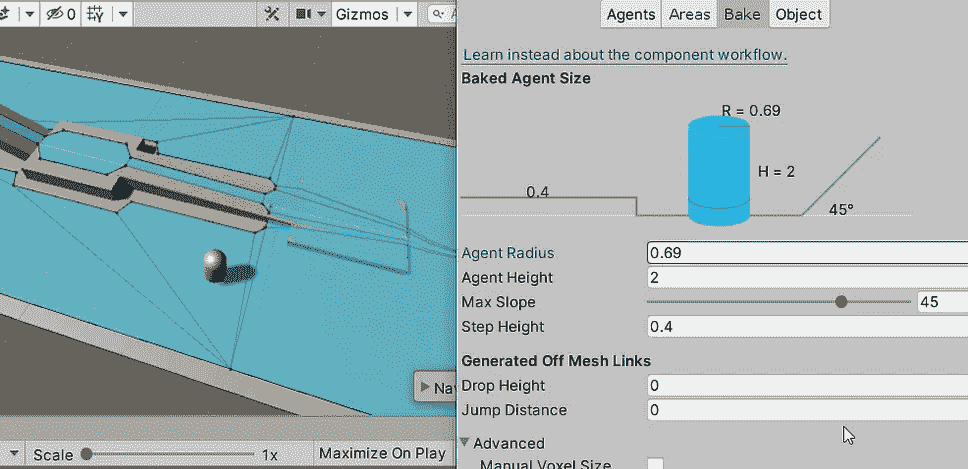 0 Gizmos
Agents Areas Bake Object
Learn instead about the component workflow.
Baked Agent Size
R = 0.69
H = 2
0.4
45°
Agent Radius 0.69
Agent Height 2
Max Slope 45
Step Height 0.4
Generated Off Mesh Links
Drop Height 0
Jump Distance 0
Advanced
Manual Voxel Size
Nav
Scale 1x Maximize On Play